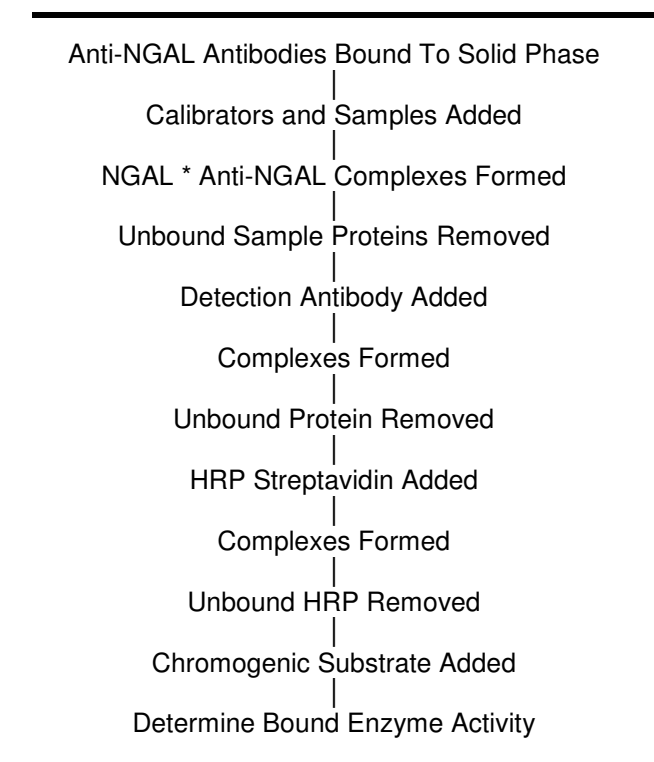 Anti-NGAL Antibodies Bound To Solid Phase
Calibrators and Samples Added
NGAL * Anti-NGAL Complexes Formed
Unbound Sample Proteins Removed
Detection Antibody Added
Complexes Formed
Unbound Protein Removed
HRP Streptavidin Added
Complexes Formed
Unbound HRP Removed
Chromogenic Substrate Added
Determine Bound Enzyme Activity